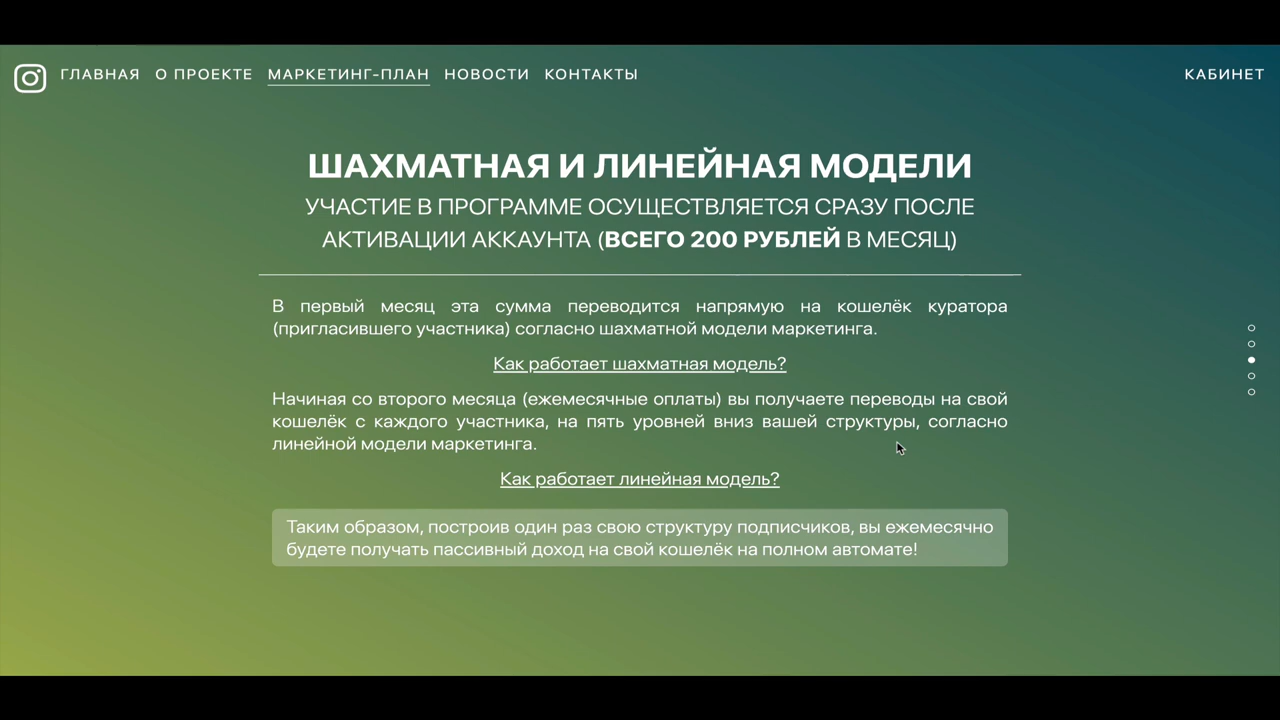 ГЛАВНАЯ О ПРОЕКТЕ МАРКЕТИНГ-ПЛАН НОВОСТИ КОНТАКТЫ КАБИНЕТ
ШАХМАТНАЯ И ЛИНЕЙНАЯ МОДЕЛИ
УЧАСТИЕ В ПРОГРАММЕ ОСУЩЕСТВЛЯЕТСЯ СРАЗУ ПОСЛЕ
АКТИВАЦИИ АККАУНТА (ВСЕГО 200 РУБЛЕЙ В МЕСЯЦ)
В первый месяц эта сумма переводится напрямую на кошелёк куратора
(пригласившего участника) согласно шахматной модели маркетинга.
Как работает шахматная модель?
Начиная со второго месяца (ежемесячные оплаты) вы получаете переводы на свой
кошелёк с каждого участника, на пять уровней вниз вашей структуры, согласно
линейной модели маркетинга.
Как работает линейная модель?
Таким образом, построив один раз свою структуру подписчиков, вы ежемесячно
будете получать пассивный доход на свой кошелёк на полном автомате!